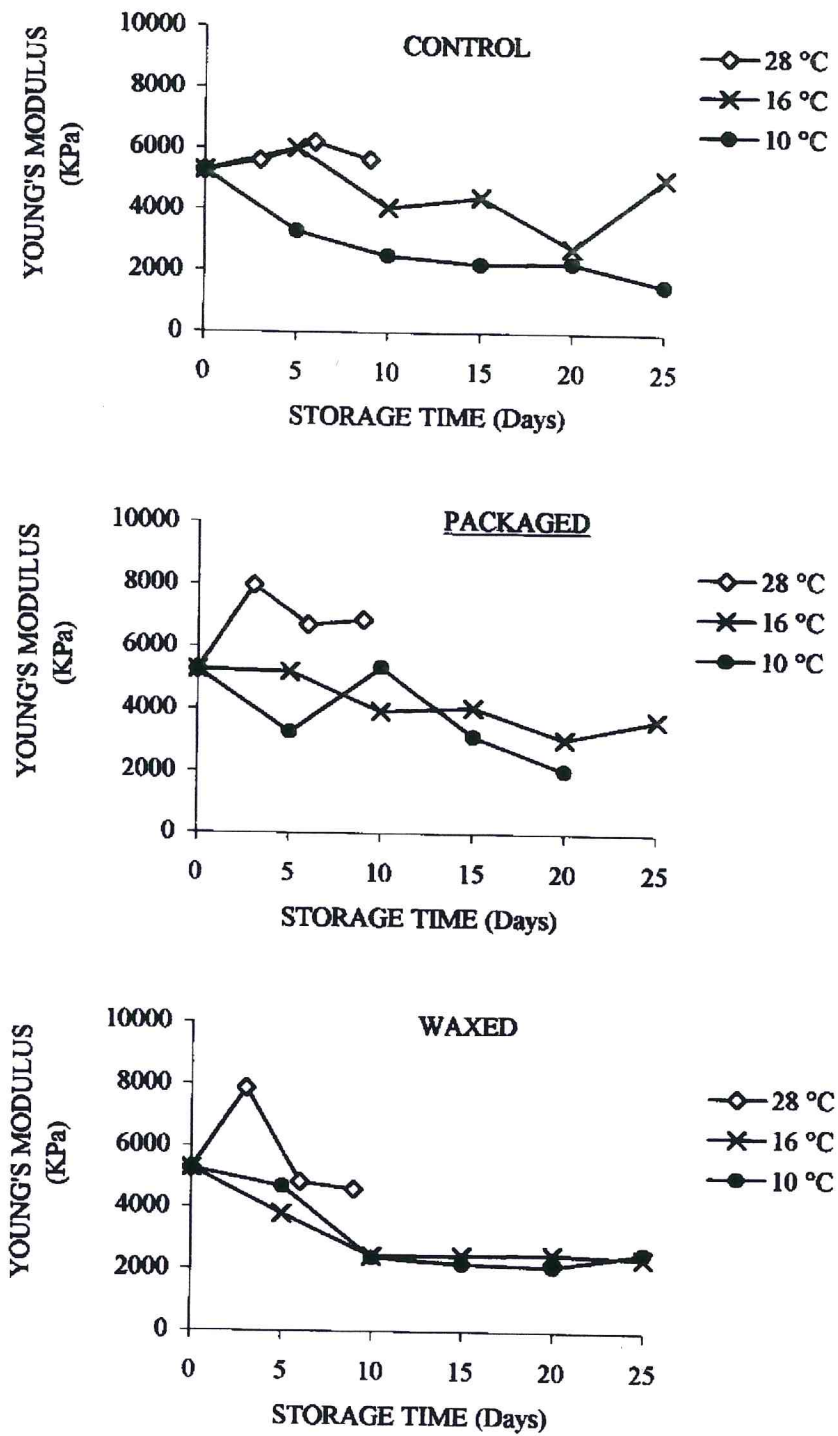 CONTROL
10000
8000
6000
4000
2000
0
YOUNG'S MODULUS
(KPa)
28 °C
16 °C
10 °C
0 5 10 15 20 25
STORAGE TIME (Days)
PACKAGED
10000
8000
6000
4000
2000
0
YOUNG'S MODULUS
(KPa)
28 °C
16 °C
10 °C
0 5 10 15 20 25
STORAGE TIME (Days)
WAXED
10000
8000
6000
4000
2000
0
YOUNG'S MODULUS
(KPa)
28 °C
16 °C
10 °C
0 5 10 15 20 25
STORAGE TIME (Days)